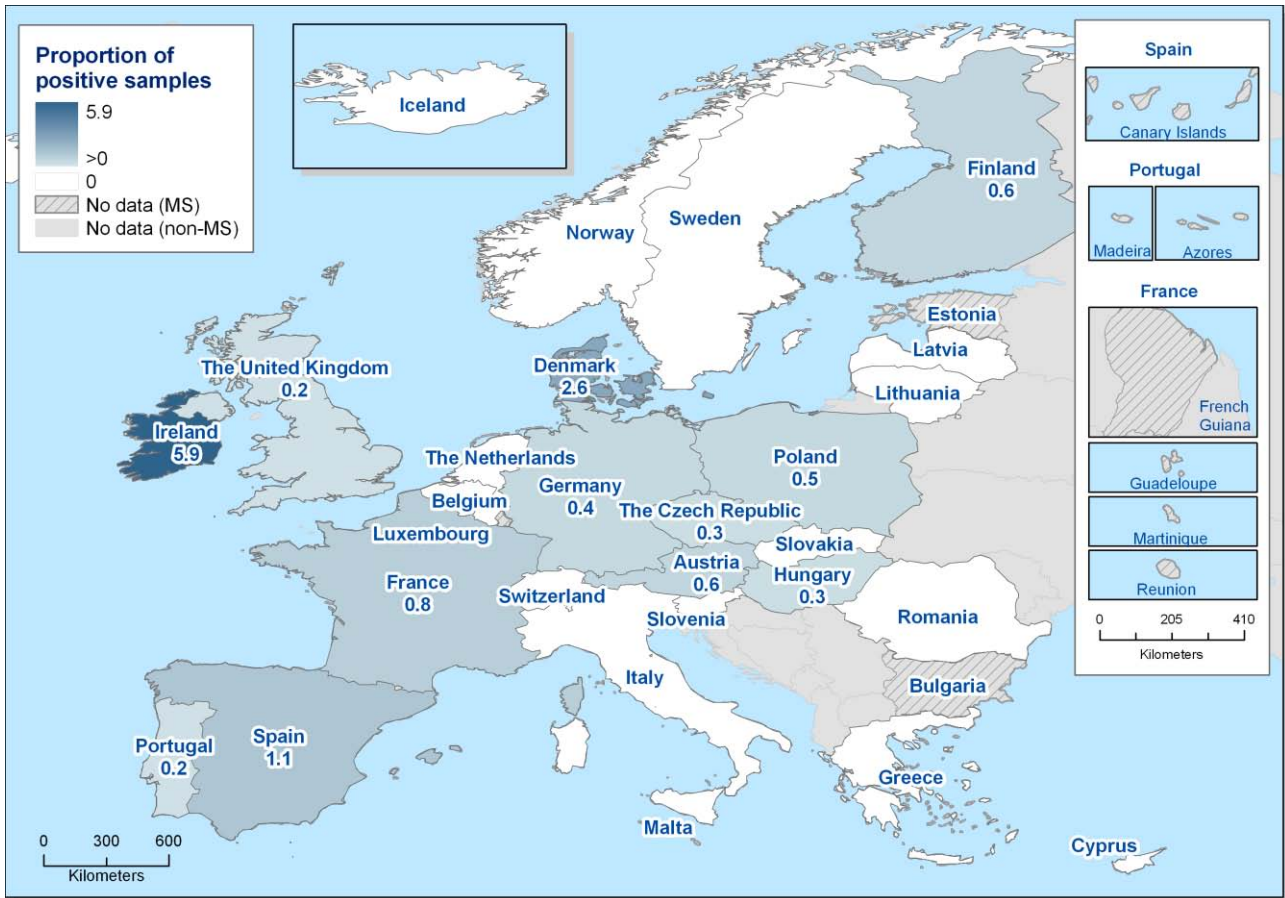 Proportion of
positive samples
5.9
>0
0
No data (MS)
No data (non-MS)
Iceland
Finland
0.6
Norway
Sweden
Estonia
Latvia
Lithuania
Denmark
2.6
The United Kingdom
0.2
Ireland
5.9
The Netherlands
Belgium
Luxembourg
Germany
0.4
Poland
0.5
The Czech Republic
0.3
Slovakia
Austria
0.6
Hungary
0.3
France
0.8
Switzerland
Slovenia
Romania
Italy
Bulgaria
Portugal
0.2
Spain
1.1
Greece
Malta
Cyprus
0 300 600
Kilometers
Spain
Canary Islands
Portugal
Madeira
Azores
France
French
Guiana
Guadeloupe
Martinique
Reunion
0 205 410
Kilometers